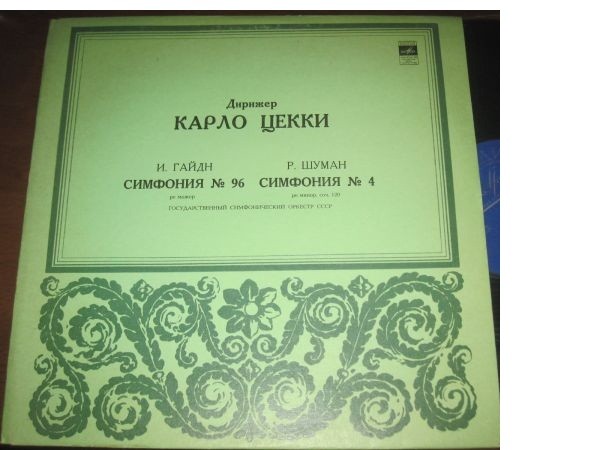 Дирижер
КАРЛО ЦЕККИ
И. ГАЙДН
СИМФОНИЯ № 96
ре мажор
Р. ШУМАН
СИМФОНИЯ № 4
ре минор, соч. 120
ГОСУДАРСТВЕННЫЙ СИМФОНИЧЕСКИЙ ОРКЕСТР СССР